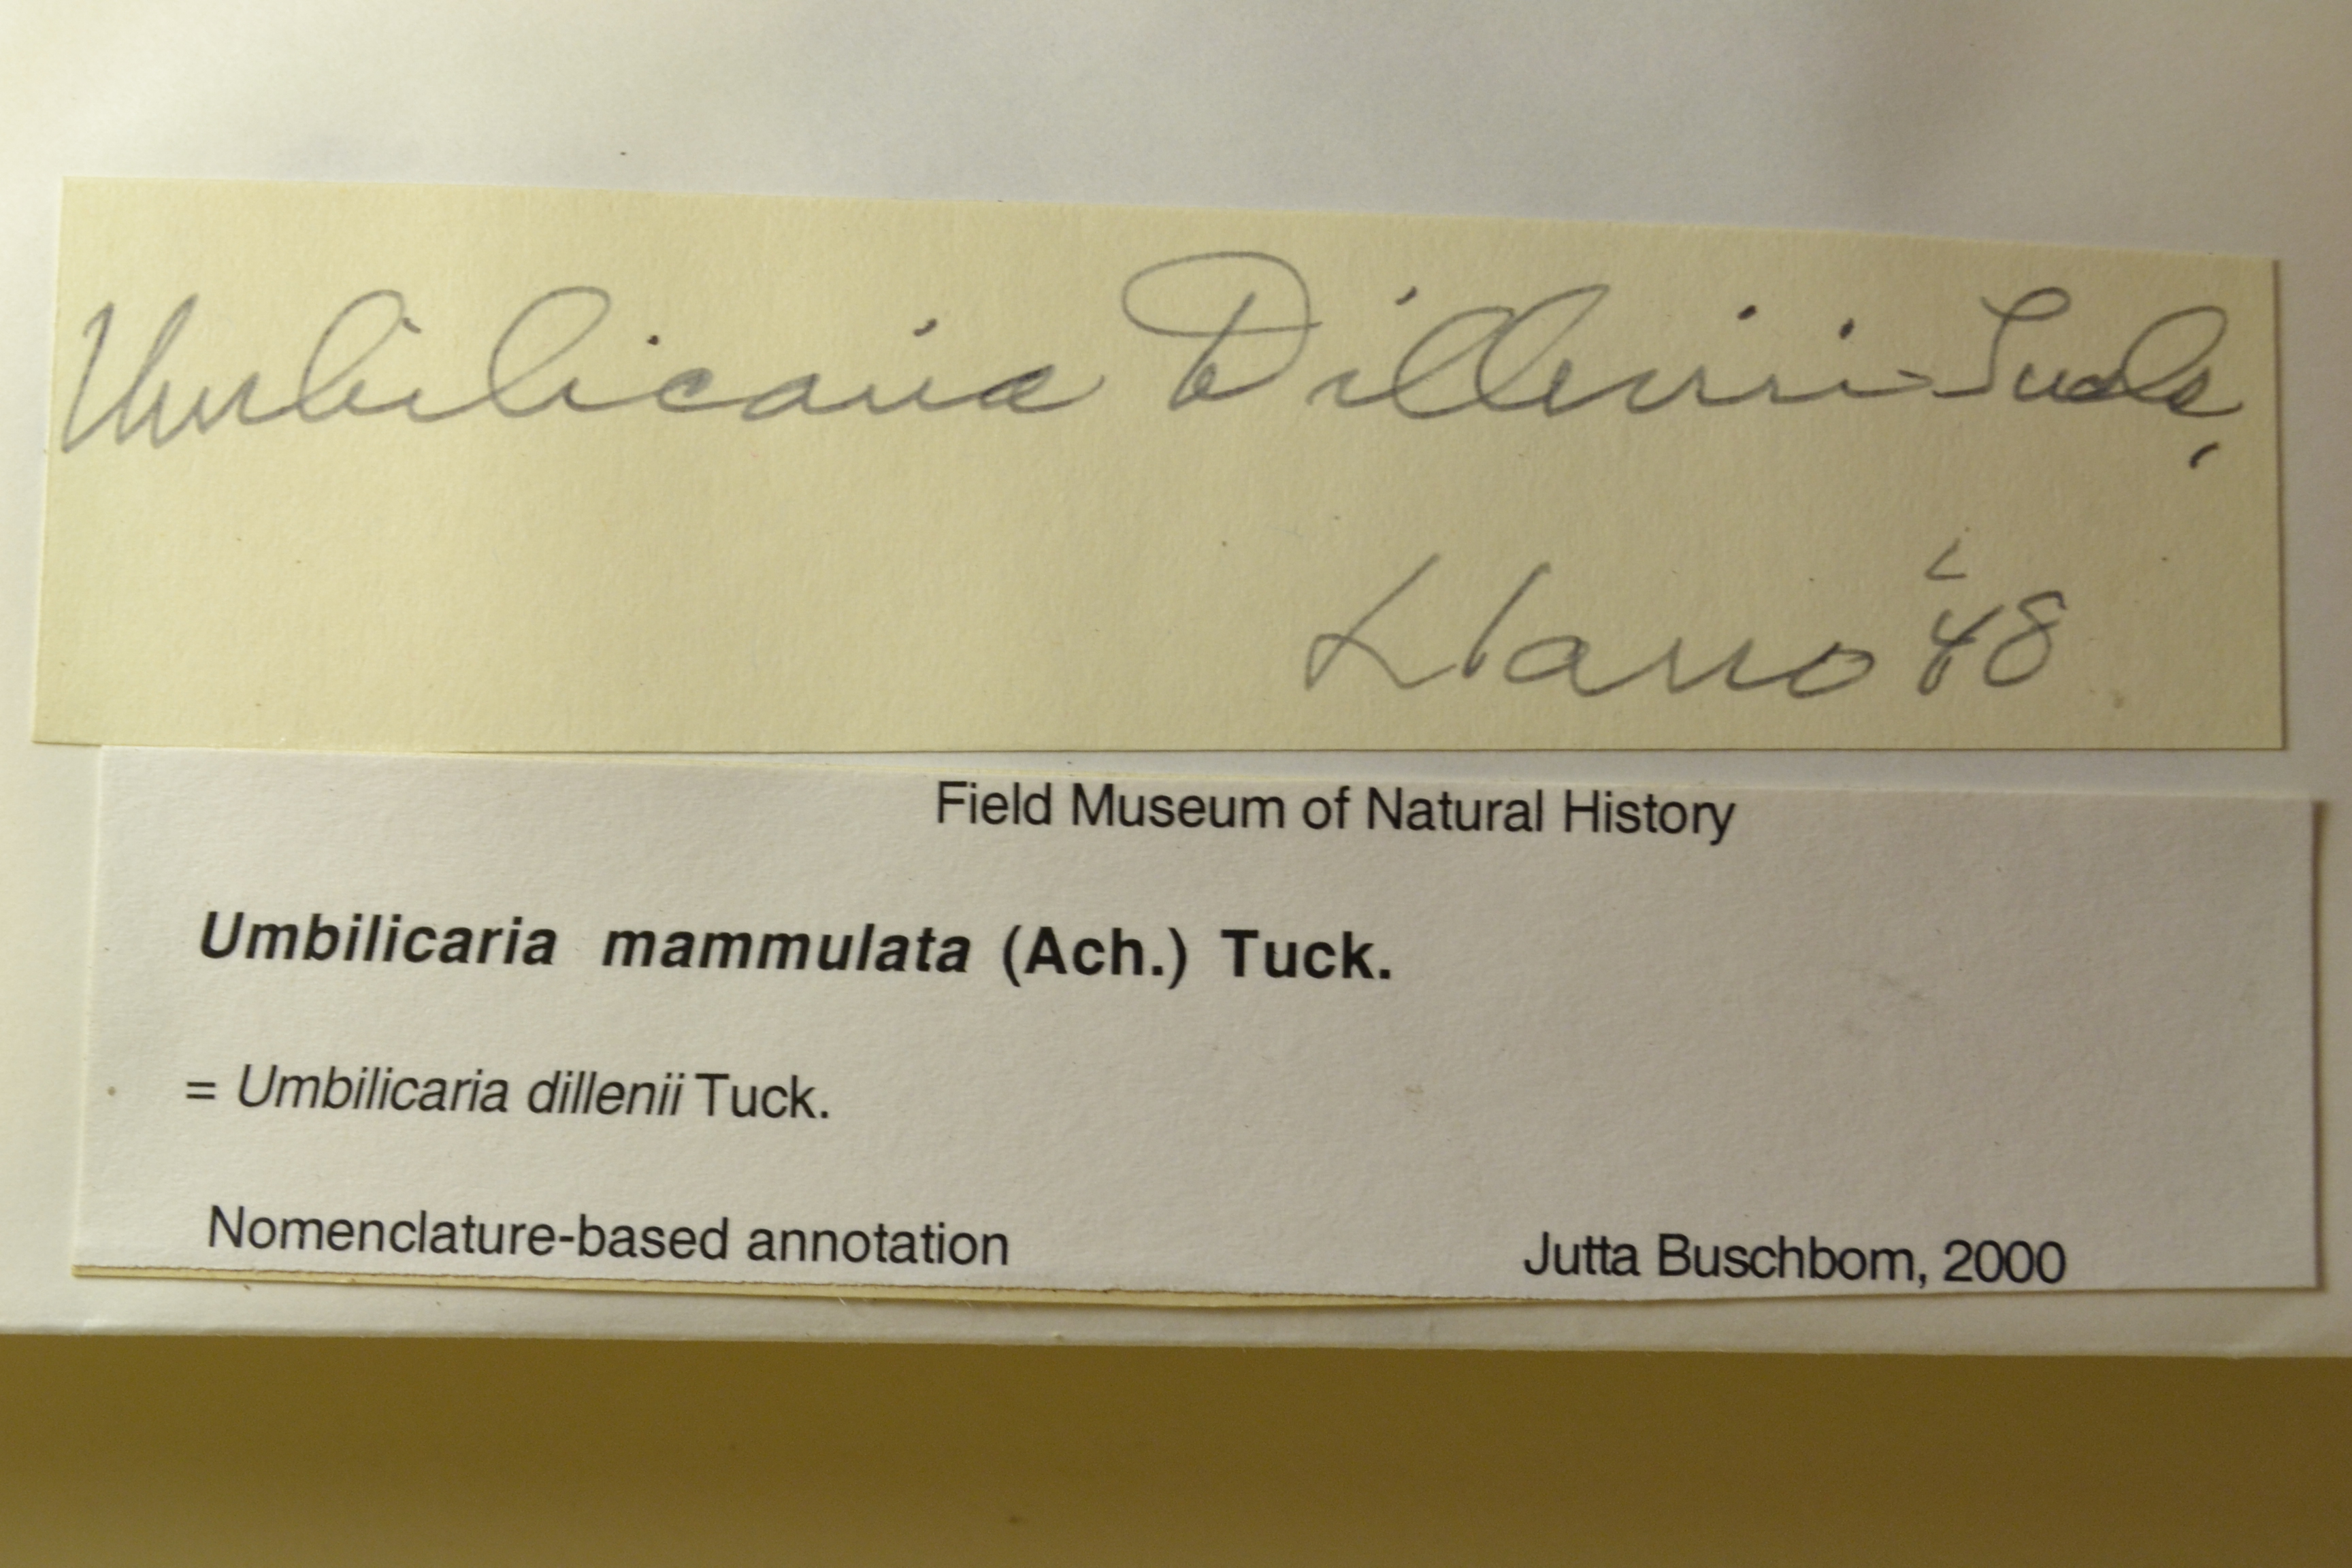 Umbilicaria Dillenii Tuck.
Llano '48
Field Museum of Natural History
Umbilicaria mammulata (Ach.) Tuck.
= Umbilicaria dillenii Tuck.
Nomenclature-based annotation Jutta Buschbom, 2000